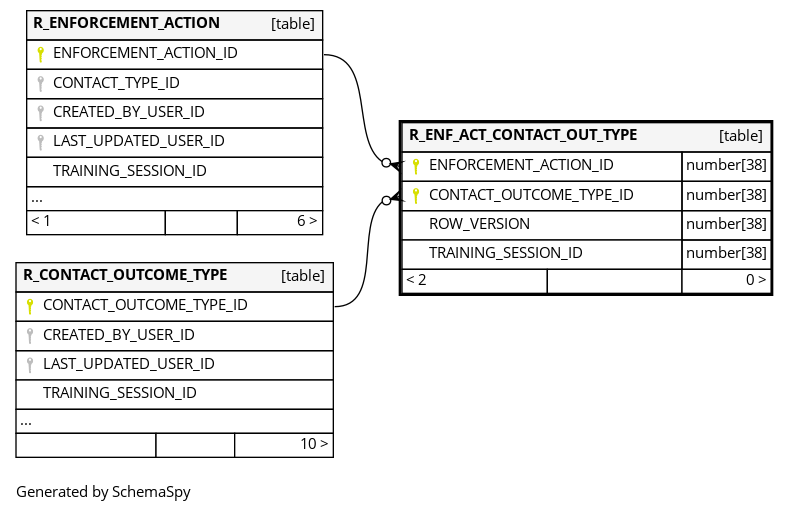 R_ENFORCEMENT_ACTION [table]
ENFORCEMENT_ACTION_ID
CONTACT_TYPE_ID
CREATED_BY_USER_ID
LAST_UPDATED_USER_ID
TRAINING_SESSION_ID
...
< 1 6 >
R_ENF_ACT_CONTACT_OUT_TYPE [table]
ENFORCEMENT_ACTION_ID number[38]
CONTACT_OUTCOME_TYPE_ID number[38]
ROW_VERSION number[38]
TRAINING_SESSION_ID number[38]
< 2 0 >
R_CONTACT_OUTCOME_TYPE [table]
CONTACT_OUTCOME_TYPE_ID
CREATED_BY_USER_ID
LAST_UPDATED_USER_ID
TRAINING_SESSION_ID
...
10 >
Generated by SchemaSpy